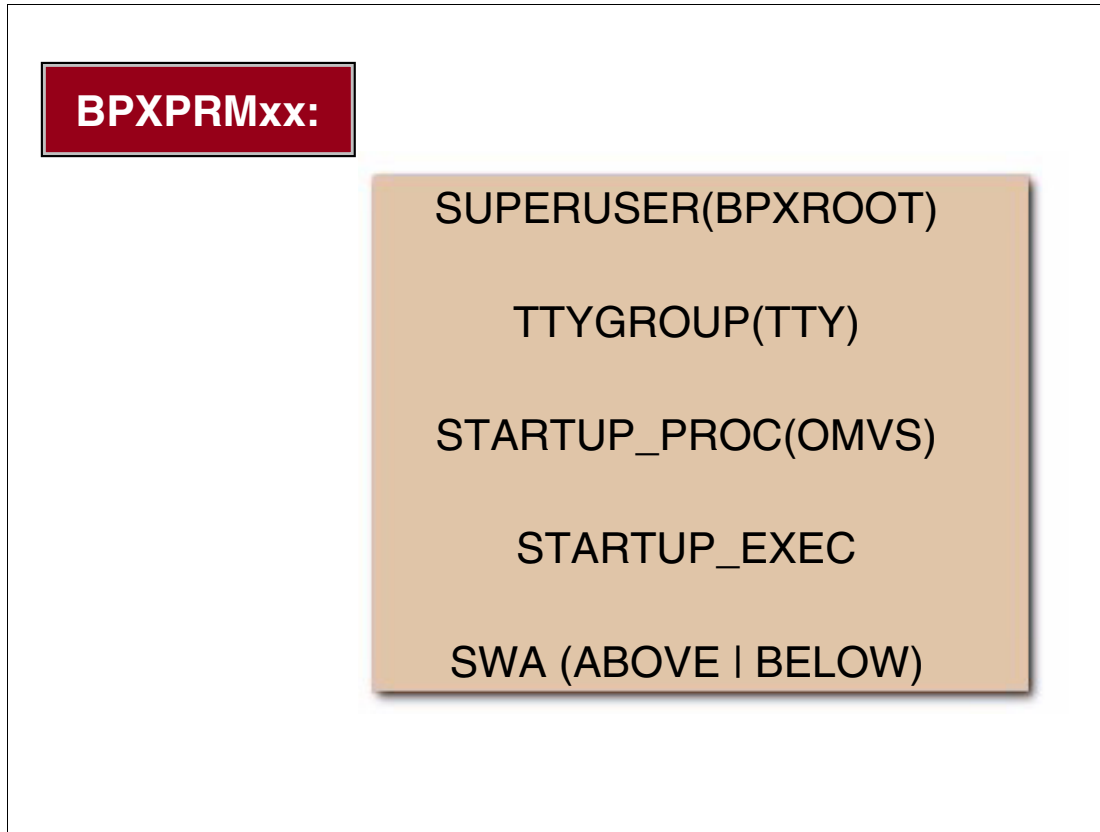 BPXPRMxx:
SUPERUSER(BPXROOT)
TTYGROUP(TTY)
STARTUP_PROC(OMVS)
STARTUP_EXEC
SWA (ABOVE | BELOW)